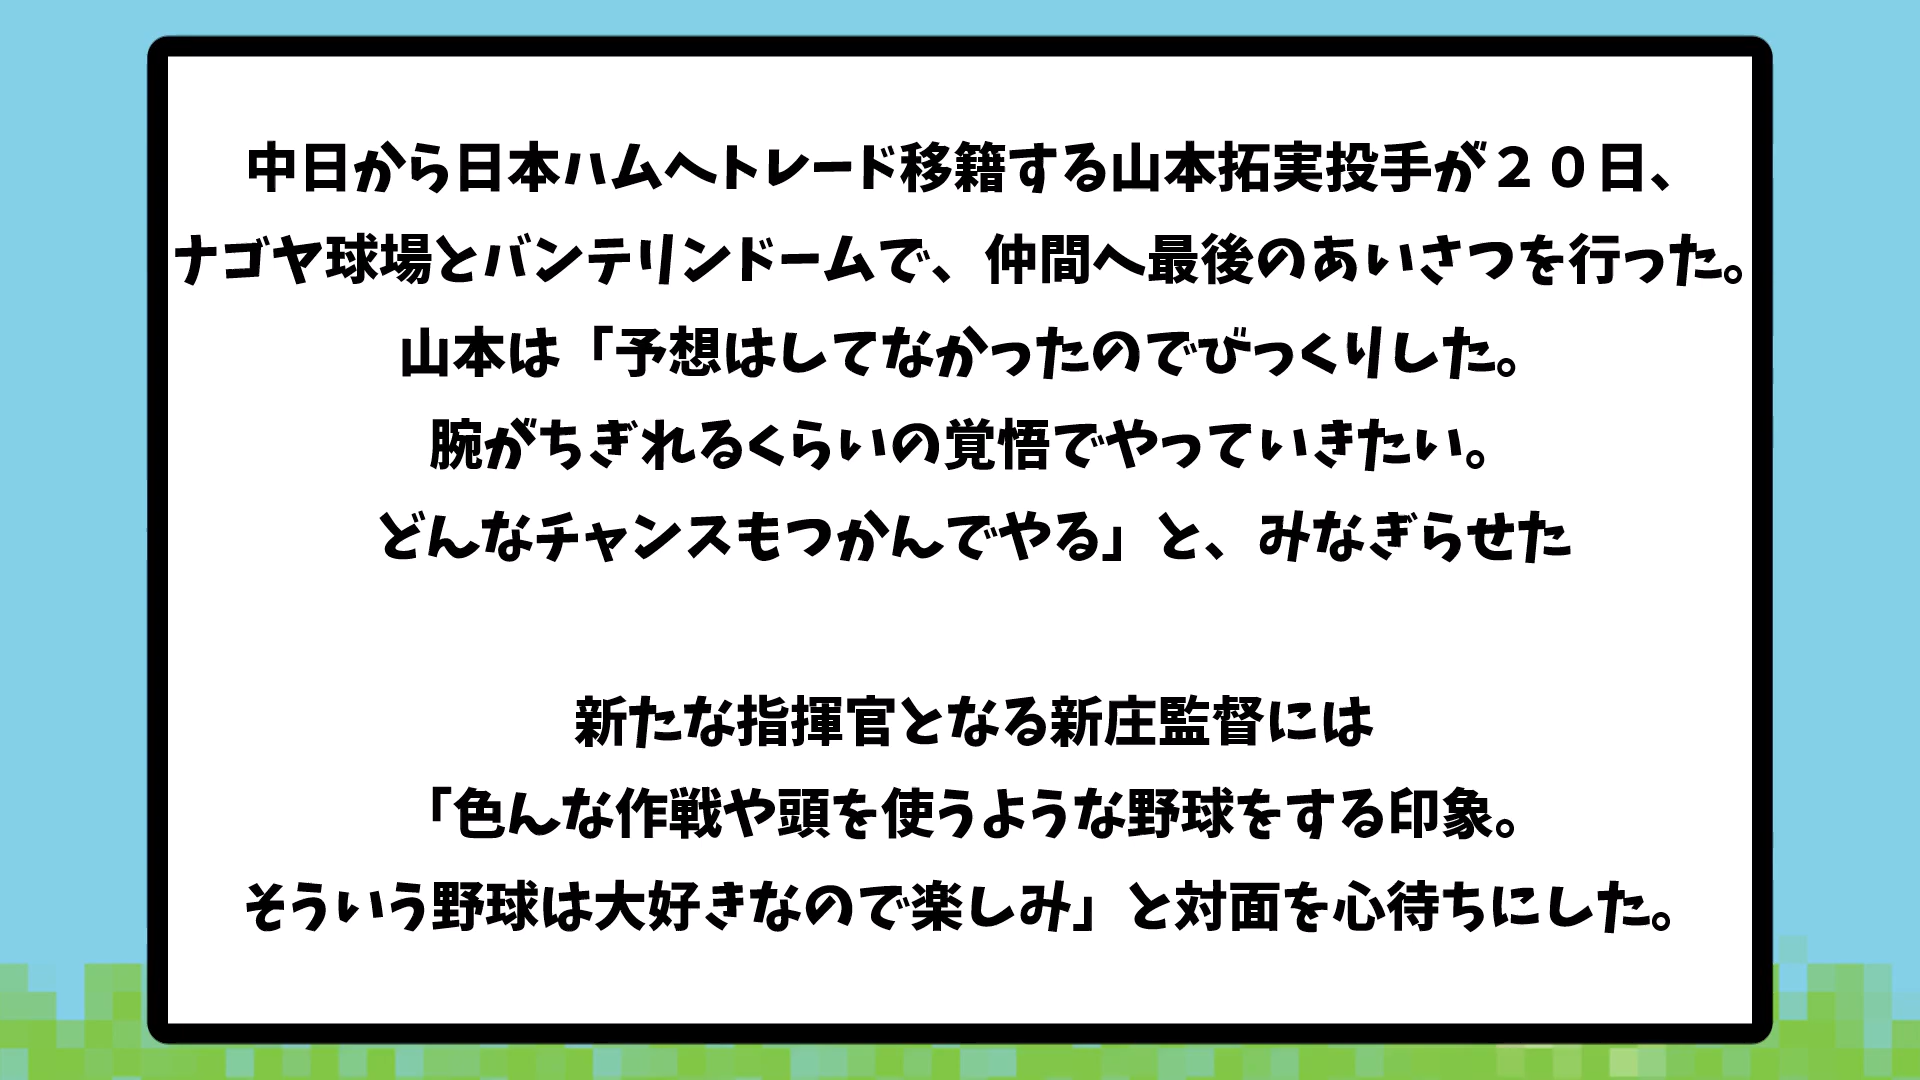 中日から日本ハムへトレード移籍する山本拓実投手が２０日、
ナゴヤ球場とバンテリンドームで、仲間へ最後のあいさつを行った。
山本は「予想はしてなかったのでびっくりした。
腕がちぎれるくらいの覚悟でやっていきたい。
どんなチャンスもつかんでやる」と、みなぎらせた
新たな指揮官となる新庄監督には
「色んな作戦や頭を使うような野球をする印象。
そういう野球は大好きなので楽しみ」と対面を心待ちにした。